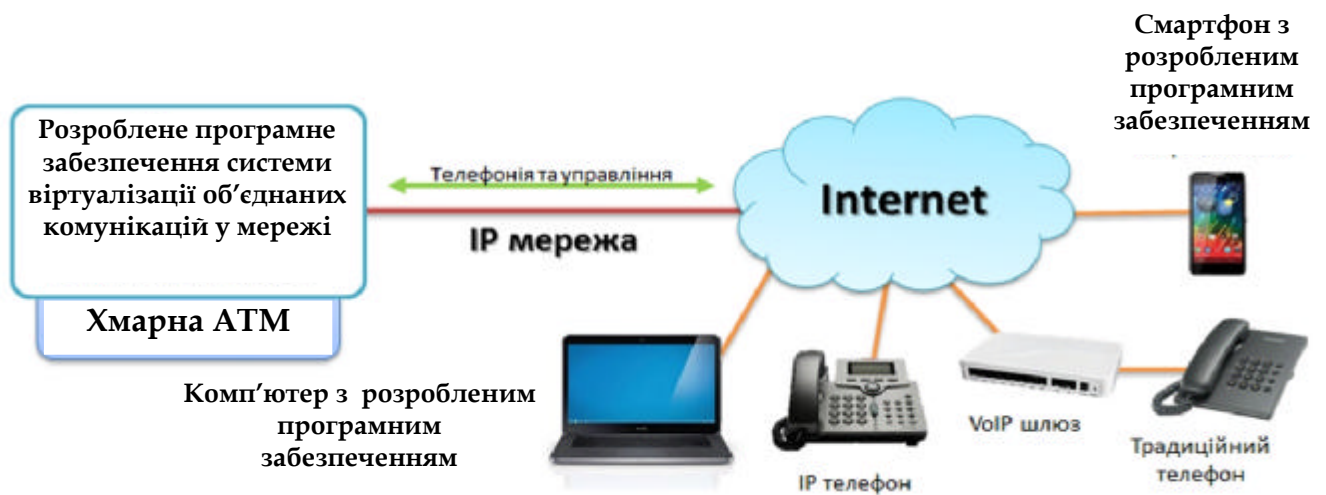 Смартфон з
розробленим
програмним
забезпеченням
Розроблене програмне
забезпечення системи
віртуалізації об’єднаних
комунікацій у мережі
Хмарна АТМ
Телефонія та управління
IP мережа
Internet
Комп’ютер з розробленим
програмним
забезпеченням
IP телефон
VoIP шлюз
Традиційний
телефон